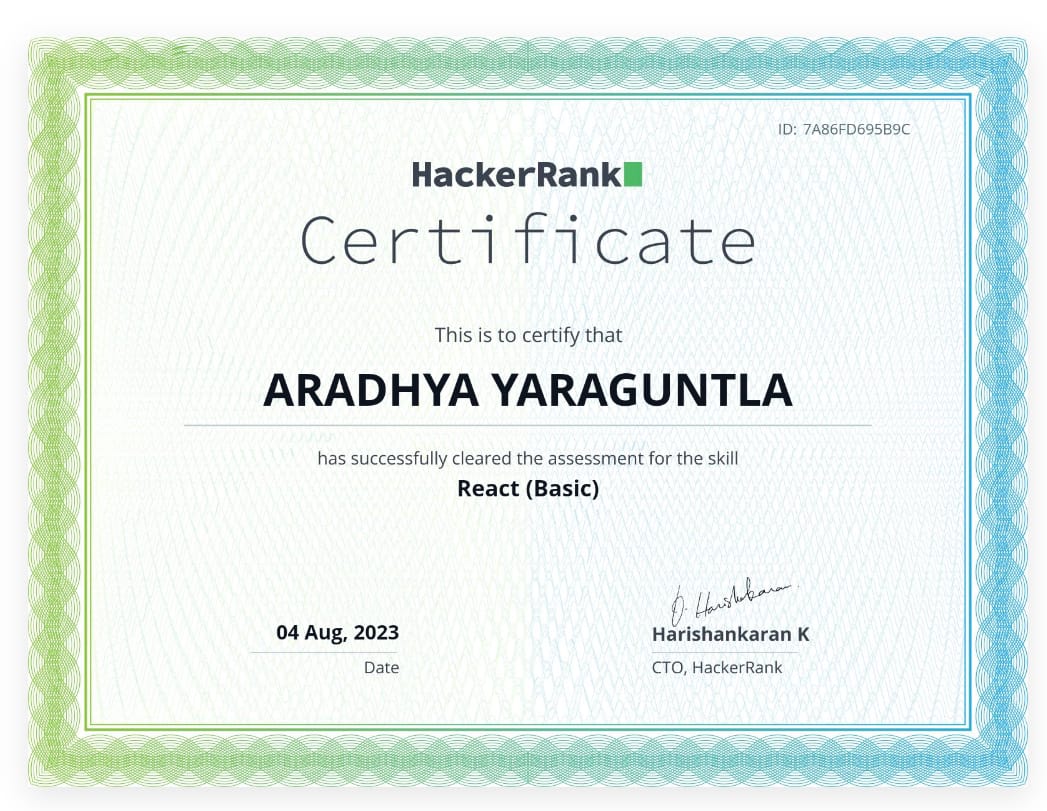 ID: 7A86FD695B9C
HackerRank
Certificate
This is to certify that
ARADHYA YARAGUNTLA
has successfully cleared the assessment for the skill
React (Basic)
04 Aug, 2023
Date
Harishankaran K
CTO, HackerRank